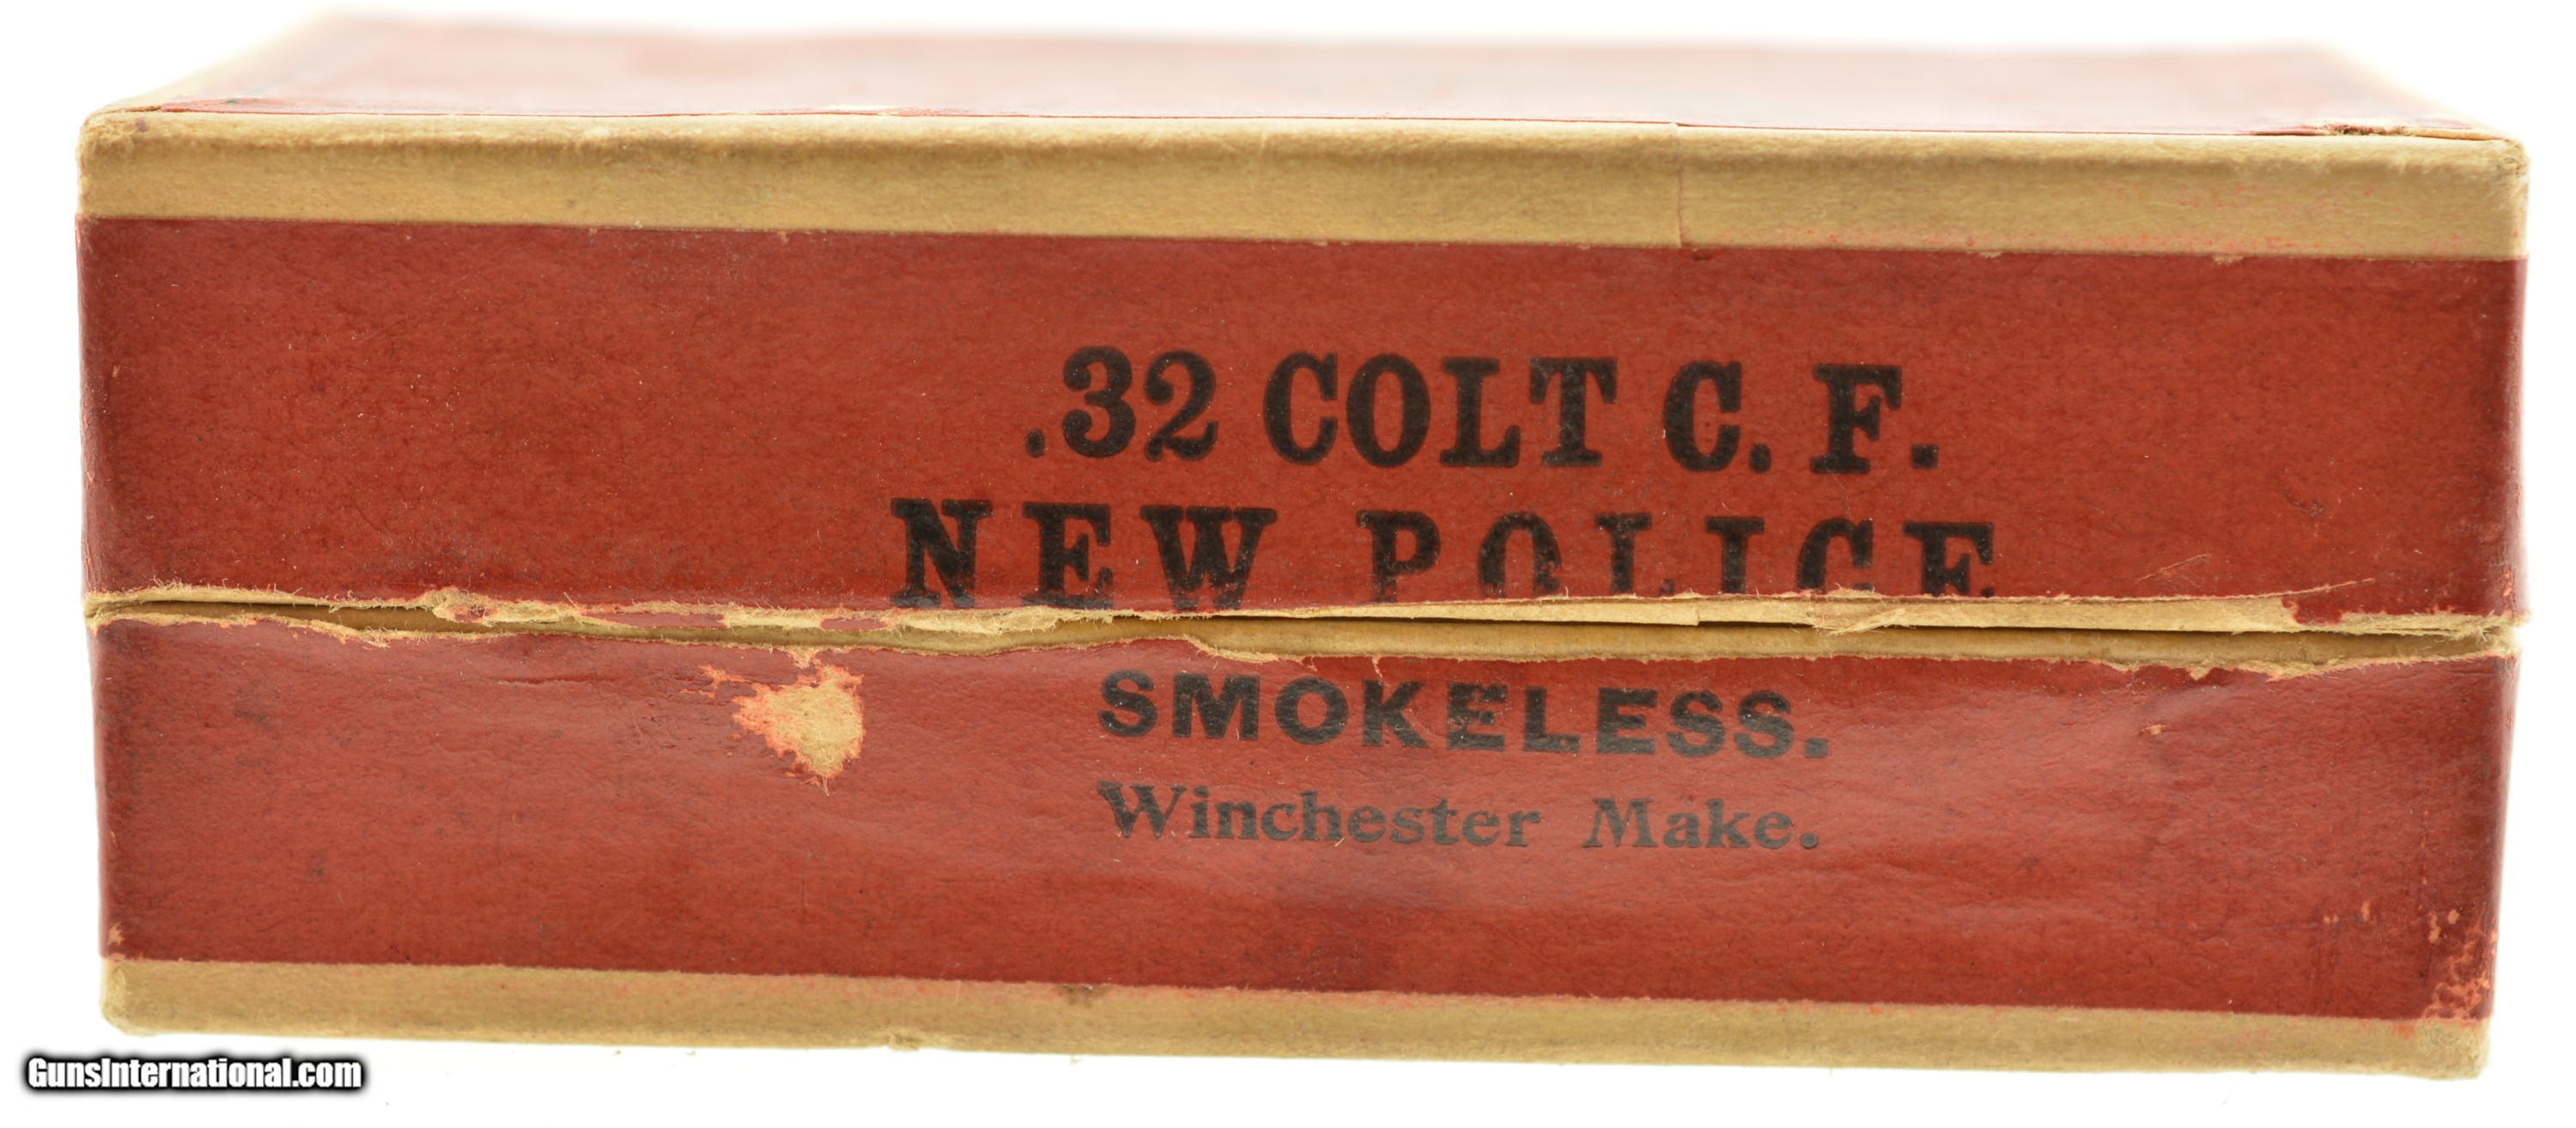 .32 COLT C. F.
NEW POLICE
SMOKELESS.
Winchester Make.
GunsInternational.com